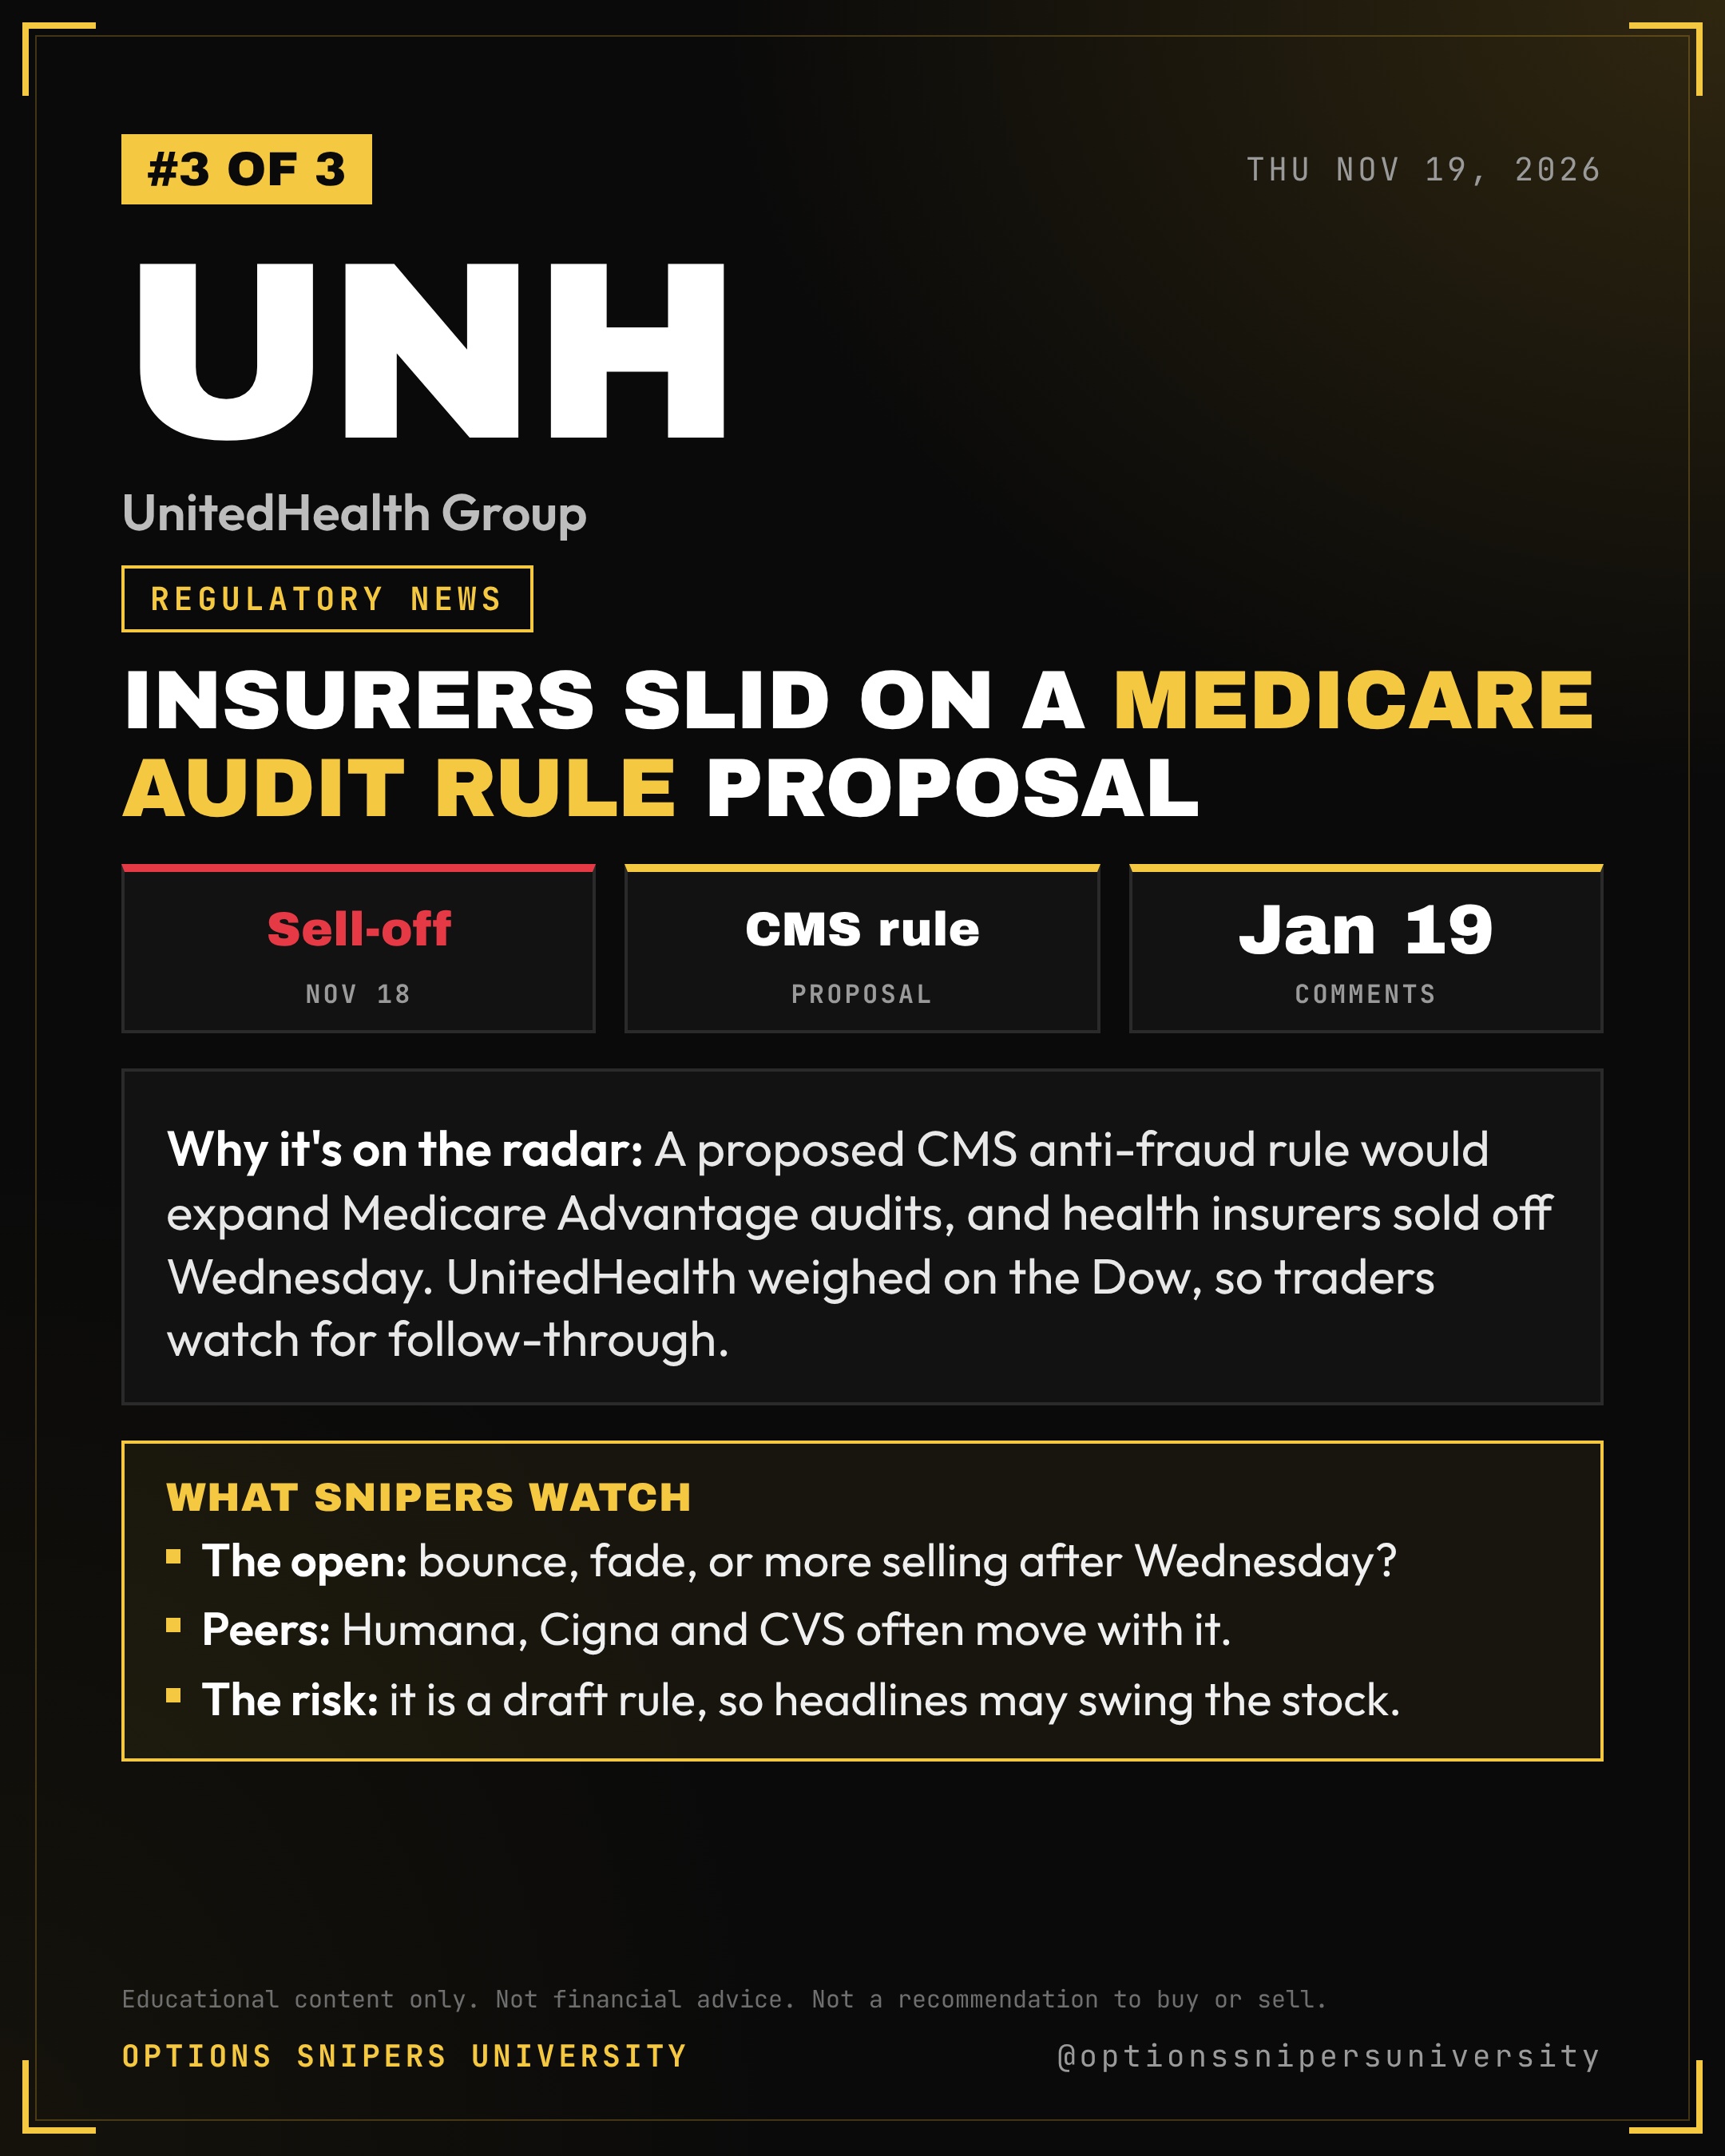 #3 OF 3
THU NOV 19, 2026
UNH
UnitedHealth Group
REGULATORY NEWS
INSURERS SLID ON A MEDICARE
AUDIT RULE PROPOSAL
Sell-off
NOV 18
CMS rule
PROPOSAL
Jan 19
COMMENTS
Why it's on the radar: A proposed CMS anti-fraud rule would
expand Medicare Advantage audits, and health insurers sold off
Wednesday. UnitedHealth weighed on the Dow, so traders
watch for follow-through.
WHAT SNIPERS WATCH
The open: bounce, fade, or more selling after Wednesday?
Peers: Humana, Cigna and CVS often move with it.
The risk: it is a draft rule, so headlines may swing the stock.
Educational content only. Not financial advice. Not a recommendation to buy or sell.
OPTIONS SNIPERS UNIVERSITY
@optionssnipersuniversity